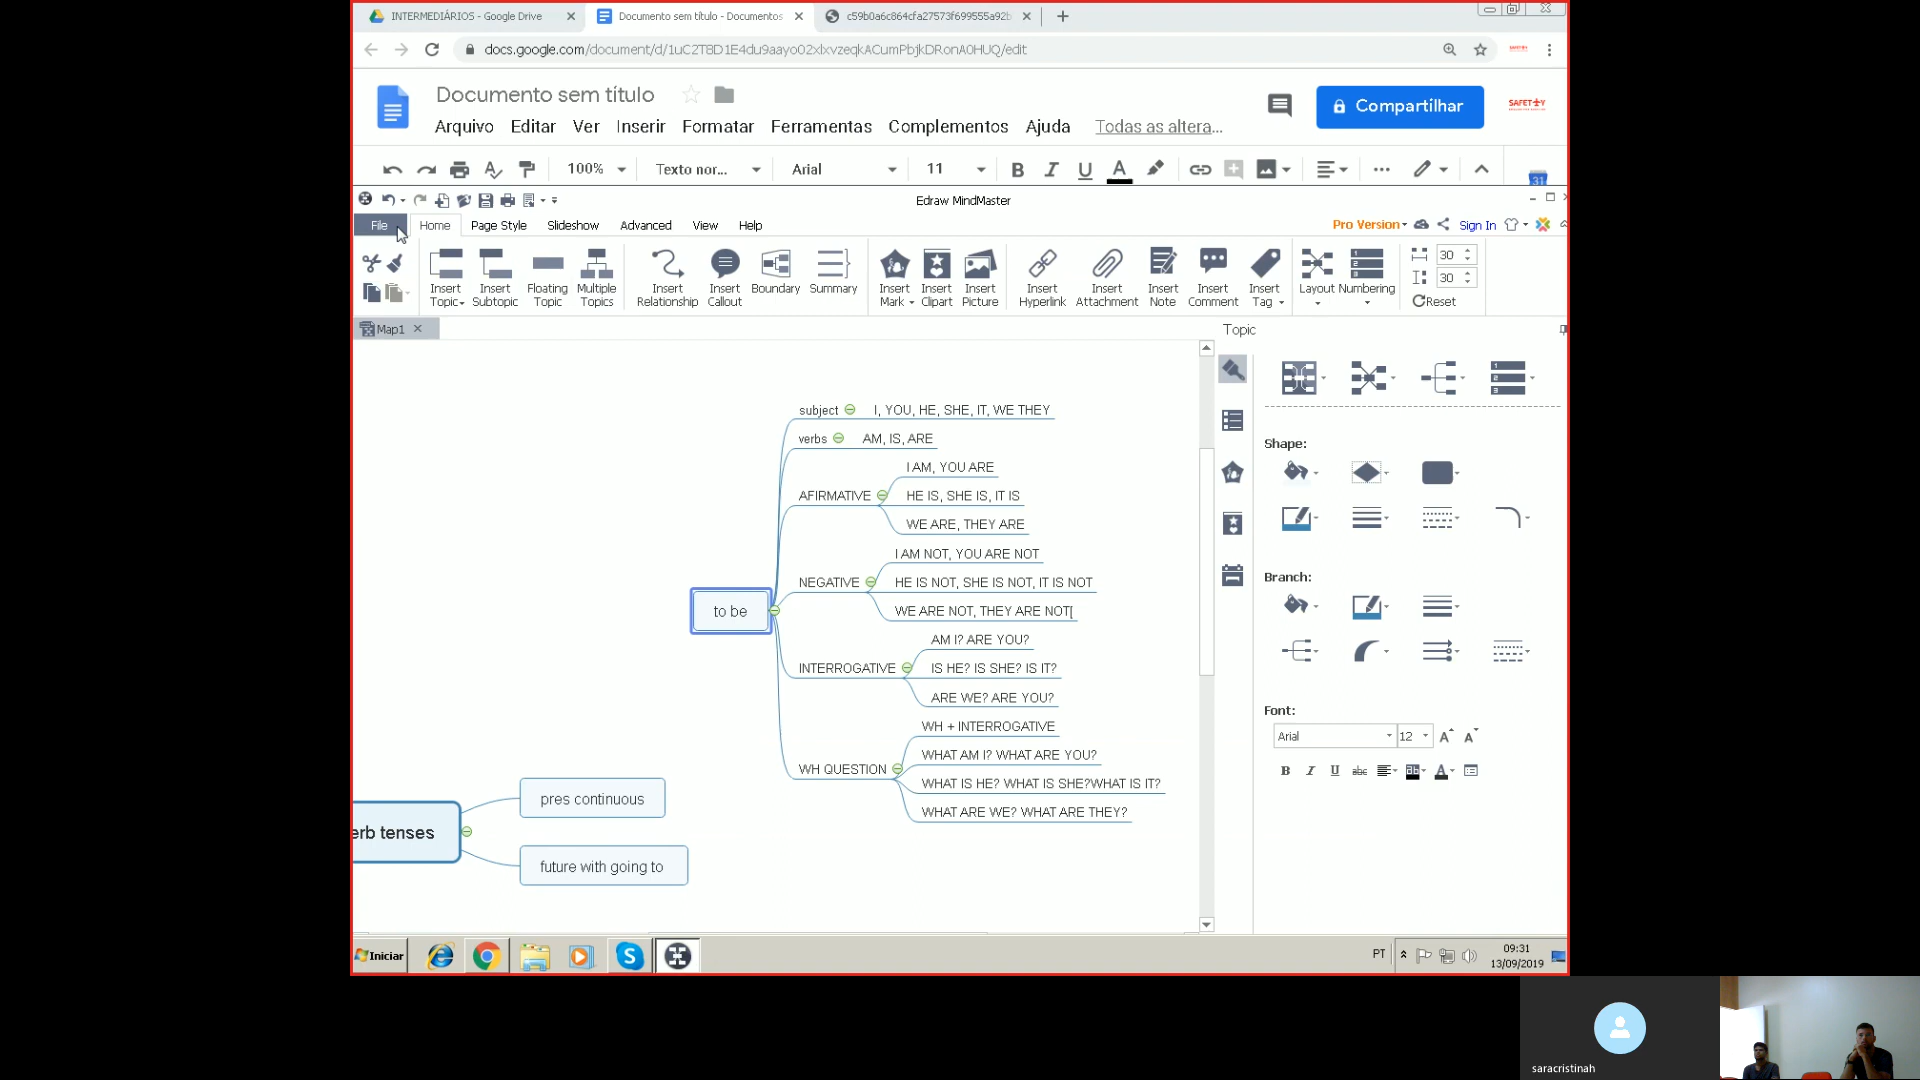 INTERMEDIÁRIOS - Google Drive
Documento sem título - Documentos
docs.google.com/document/d/1uC2T8D1E4du9aayo02xlxvzeqkACumPbjkDRonA0HUQ/edit
Documento sem título
Compartilhar
SAFETY
Arquivo Editar Ver Inserir Formatar Ferramentas Complementos Ajuda Todas as altera...
100% Texto nor... Arial 11
31
Edraw MindMaster
File Home Page Style Slideshow Advanced View Help
Pro Version Sign In
Insert Topic
Insert Subtopic
Floating Topic
Multiple Topics
Insert Relationship
Insert Callout
Boundary
Summary
Insert Mark
Insert Clipart
Insert Picture
Insert Hyperlink
Insert Attachment
Insert Note
Insert Comment
Insert Tag
Layout
Numbering
30
30
Reset
Map1
Topic
subject I, YOU, HE, SHE, IT, WE THEY
verbs AM, IS, ARE
AFIRMATIVE
I AM, YOU ARE
HE IS, SHE IS, IT IS
WE ARE, THEY ARE
to be
NEGATIVE
I AM NOT, YOU ARE NOT
HE IS NOT, SHE IS NOT, IT IS NOT
WE ARE NOT, THEY ARE NOT[
INTERROGATIVE
AM I? ARE YOU?
IS HE? IS SHE? IS IT?
ARE WE? ARE YOU?
WH QUESTION
WH + INTERROGATIVE
WHAT AM I? WHAT ARE YOU?
WHAT IS HE? WHAT IS SHE?WHAT IS IT?
WHAT ARE WE? WHAT ARE THEY?
erb tenses
pres continuous
future with going to
Shape:
Branch:
Font:
Arial 12
Iniciar
PT
09:31
13/09/2019
saracristinah